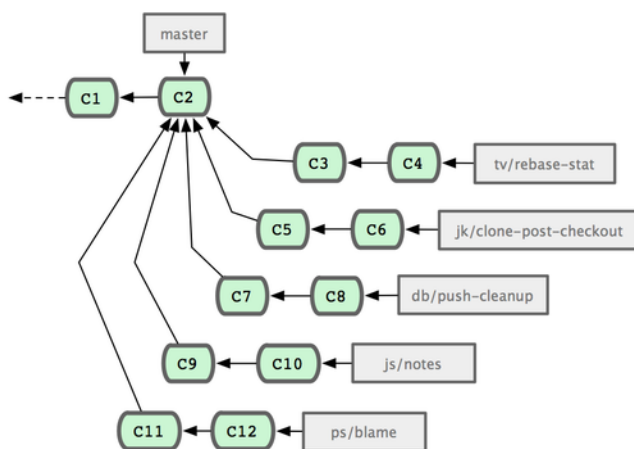 master
C1
C2
C3
C4
tv/rebase-stat
C5
C6
jk/clone-post-checkout
C7
C8
db/push-cleanup
C9
C10
js/notes
C11
C12
ps/blame